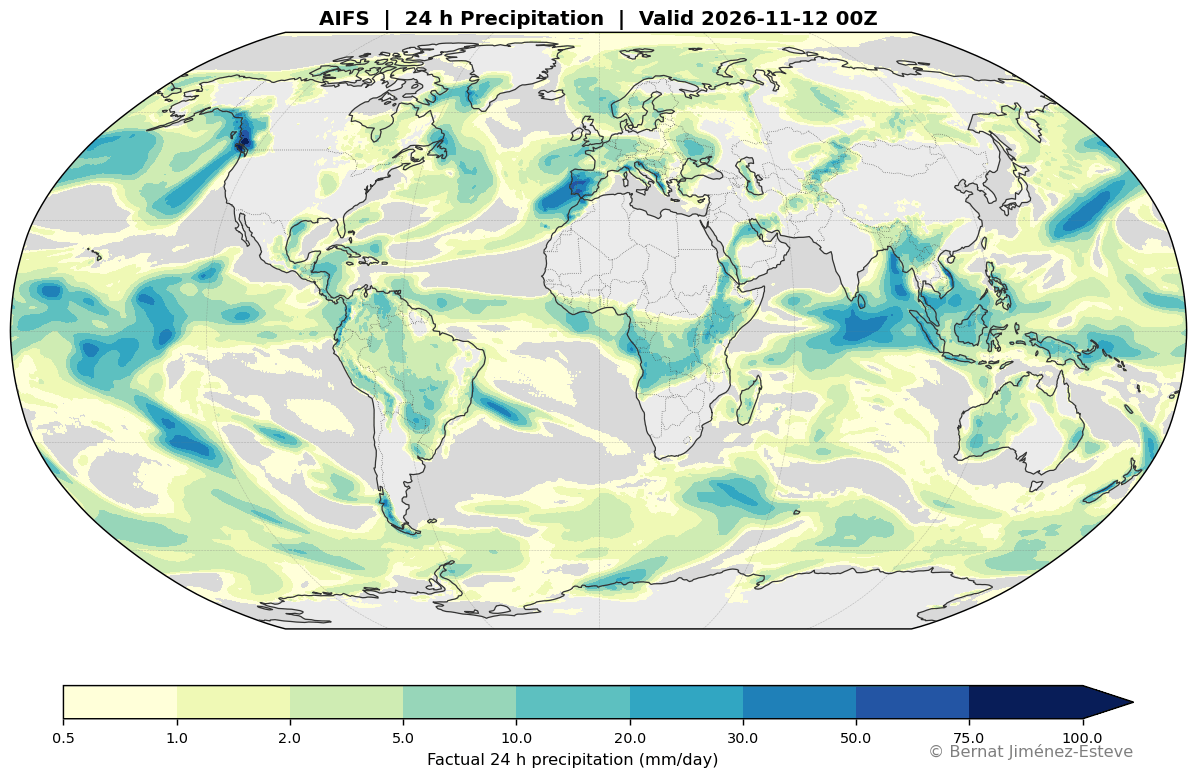 AIFS  |  24 h Precipitation  |  Valid 2026-11-12 00Z
0.5 1.0 2.0 5.0 10.0 20.0 30.0 50.0 75.0 100.0
Factual 24 h precipitation (mm/day)
© Bernat Jiménez-Esteve